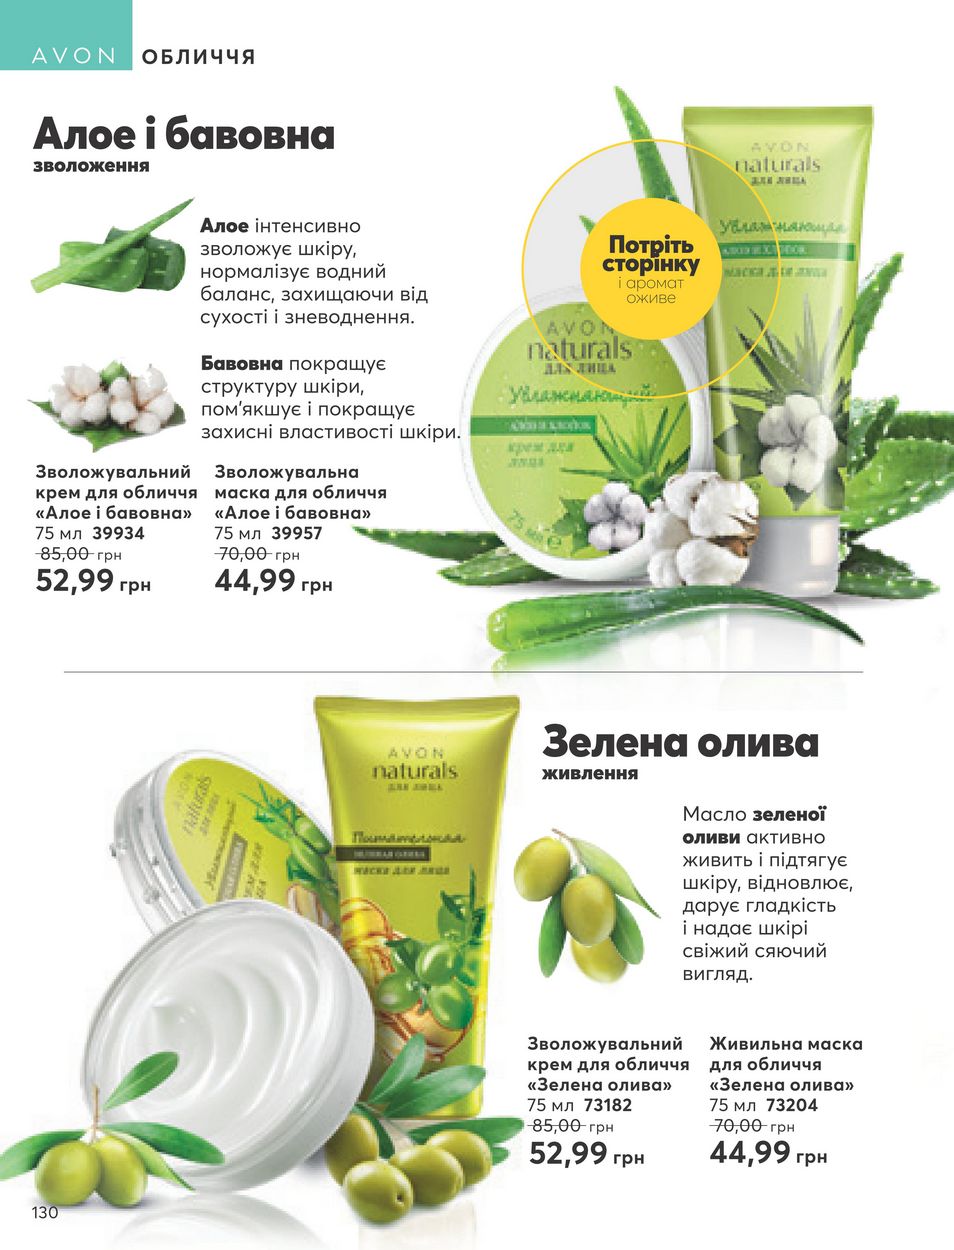 AVON ОБЛИЧЧЯ
Алое і бавовна
зволоження
Алое інтенсивно
зволожує шкіру,
нормалізує водний
баланс, захищаючи від
сухості і зневоднення.
Бавовна покращує
структуру шкіри,
пом’якшує і покращує
захисні властивості шкіри.
Зволожувальний
крем для обличчя
«Алое і бавовна»
75 мл 39934
85,00 грн
52,99 грн
Зволожувальна
маска для обличчя
«Алое і бавовна»
75 мл 39957
70,00 грн
44,99 грн
Потріть
сторінку
і аромат
оживе
AVON
naturals
для лица
Увлажняющая
алоэ и хлопок
маска для лица
AVON
naturals
для лица
Увлажняющий
алоэ и хлопок
крем для
лица
75 мл
Зелена олива
живлення
Масло зеленої
оливи активно
живить і підтягує
шкіру, відновлює,
дарує гладкість
і надає шкірі
свіжий сяючий
вигляд.
AVON
naturals
для лица
Питательная
зеленая олива
маска для лица
AVON
naturals
для лица
Зволожувальний
крем для обличчя
«Зелена олива»
75 мл 73182
85,00 грн
52,99 грн
Живильна маска
для обличчя
«Зелена олива»
75 мл 73204
70,00 грн
44,99 грн
130